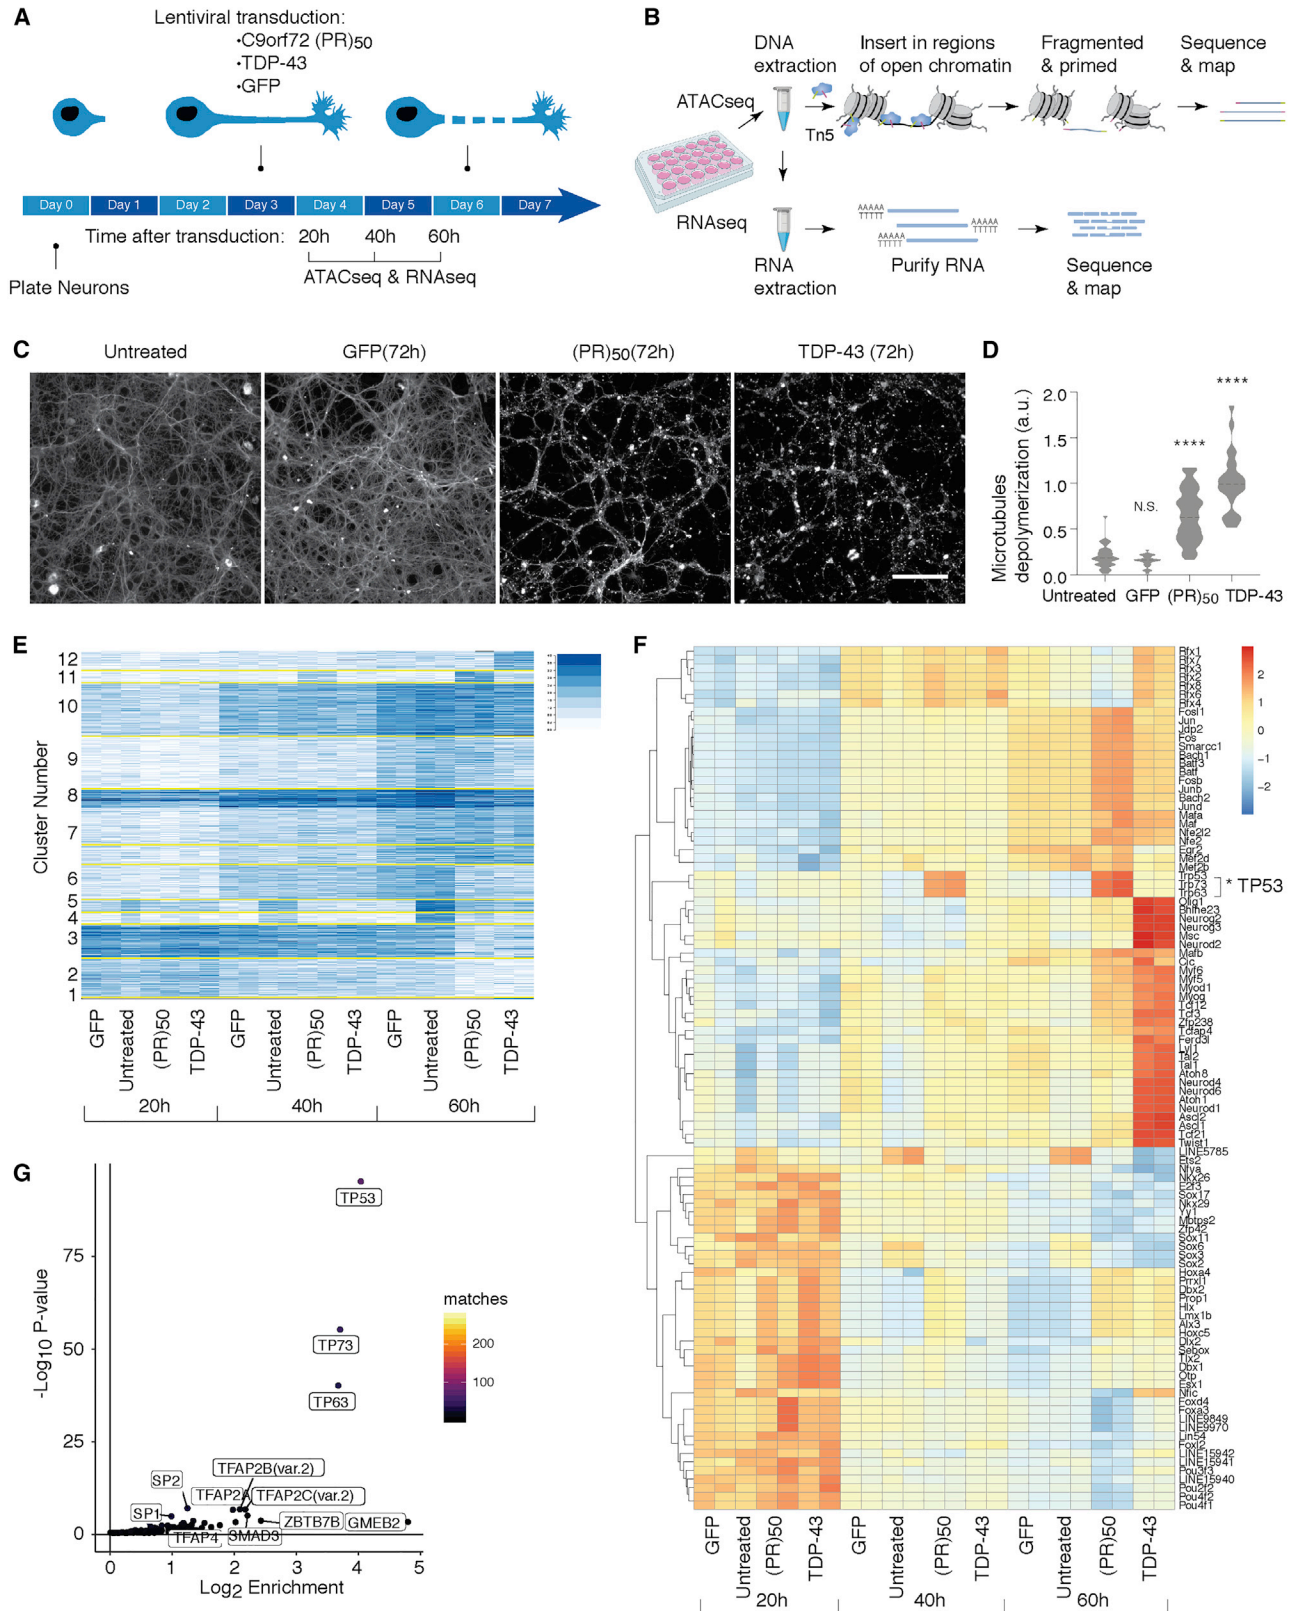 A
Lentiviral transduction:
•C9orf72 (PR)50
•TDP-43
•GFP
Day 0
Day 1
Day 2
Day 3
Day 4
Day 5
Day 6
Day 7
Time after transduction:
20h
40h
60h
ATACseq & RNAseq
Plate Neurons
B
DNA
extraction
Insert in regions
of open chromatin
Fragmented
& primed
Sequence
& map
ATACseq
Tn5
RNAseq
AAAAA
TTTTT
AAAAA
TTTTT
AAAAA
TTTTT
RNA
extraction
Purify RNA
Sequence
& map
C
Untreated
GFP(72h)
(PR)50(72h)
TDP-43 (72h)
D
Microtubules
depolymerization (a.u.)
2.0
1.5
1.0
0.5
0.0
N.S.
****
****
Untreated
GFP
(PR)50
TDP-43
E
Cluster Number
12
11
10
9
8
7
6
5
4
3
2
1
GFP
Untreated
(PR)50
TDP-43
GFP
Untreated
(PR)50
TDP-43
GFP
Untreated
(PR)50
TDP-43
20h
40h
60h
F
Rfx1
Rfx7
Rfx3
Rfx2
Rfx8
Rfx6
Rfx4
Fosl1
Jun
Jdp2
Fos
Smarcc1
Bach1
Batf3
Batf
Fosb
Junb
Bach2
Jund
Mafa
Maf
Nfe2l2
Nfe2
Egr2
Mef2d
Mef2b
Trp53
Trp73
Trp63
Olig1
Bhlhe23
Neurog2
Neurog3
Msc
Neurod2
Mafb
Cic
Myf6
Myf5
Myod1
Myog
Tcf12
Tcf3
Zfp238
Tcfap4
Ferd3l
Lyl1
Tal2
Tal1
Atoh8
Neurod4
Neurod6
Atoh1
Neurod1
Ascl2
Ascl1
Tcf21
Twist1
LINE5785
Ets2
Nfya
Nkx26
E2f3
Sox17
Nkx29
Yy1
Mbtps2
Zfp42
Sox11
Sox6
Sox3
Sox2
Hoxa4
Prrxl1
Dbx2
Prop1
Hlx
Lmx1b
Alx3
Hoxc5
Dlx2
Sebox
Tlx2
Dbx1
Otp
Esx1
Nfic
Foxd4
Foxa3
LINE9849
LINE9970
Lin54
Foxl2
LINE15942
LINE15941
Pou3f3
LINE15940
Pou2f2
Pou4f2
Pou4f1
* TP53
2
1
0
−1
−2
GFP
Untreated
(PR)50
TDP-43
GFP
Untreated
(PR)50
TDP-43
GFP
Untreated
(PR)50
TDP-43
20h
40h
60h
G
-Log10 P-value
75
50
25
0
TP53
TP73
TP63
TFAP2B(var.2)
SP2
TFAP2A
TFAP2C(var.2)
SP1
ZBTB7B
GMEB2
TFAP4
SMAD3
matches
200
100
0
1
2
3
4
5
Log2 Enrichment